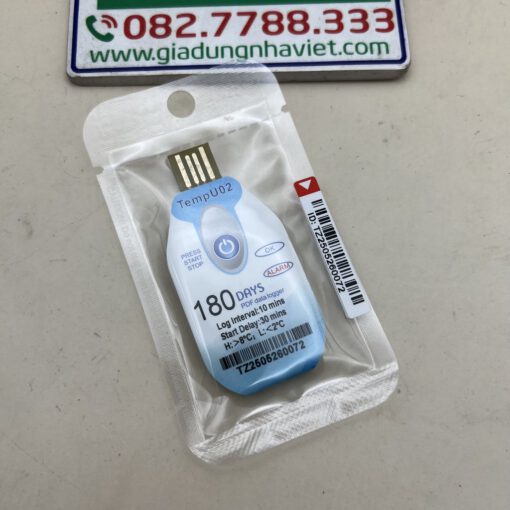 082.7788.333
www.giadungnhaviet.com
TempU02
PRESS
START
STOP
OK
ALARM
180 DAYS
PDF data logger
Log Interval:10 mins
Start Delay:30 mins
H:>8°C; L:<2°C
TZ2505260072
ID:TZ2505260072